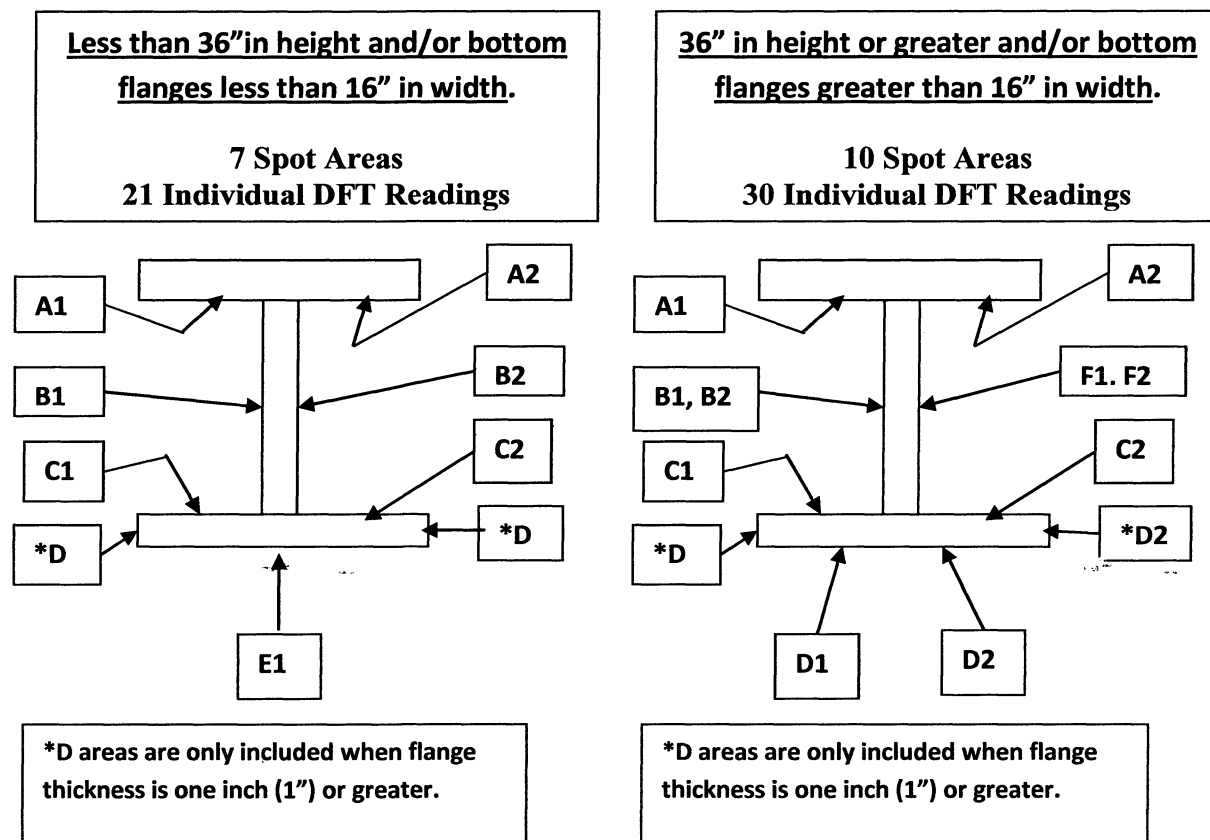 Less than 36”in height and/or bottom
flanges less than 16” in width.
7 Spot Areas
21 Individual DFT Readings
A1
A2
B1
B2
C1
C2
*D
*D
E1
*D areas are only included when flange
thickness is one inch (1”) or greater.
36” in height or greater and/or bottom
flanges greater than 16” in width.
10 Spot Areas
30 Individual DFT Readings
A1
A2
B1, B2
F1. F2
C1
C2
*D
*D2
D1
D2
*D areas are only included when flange
thickness is one inch (1”) or greater.